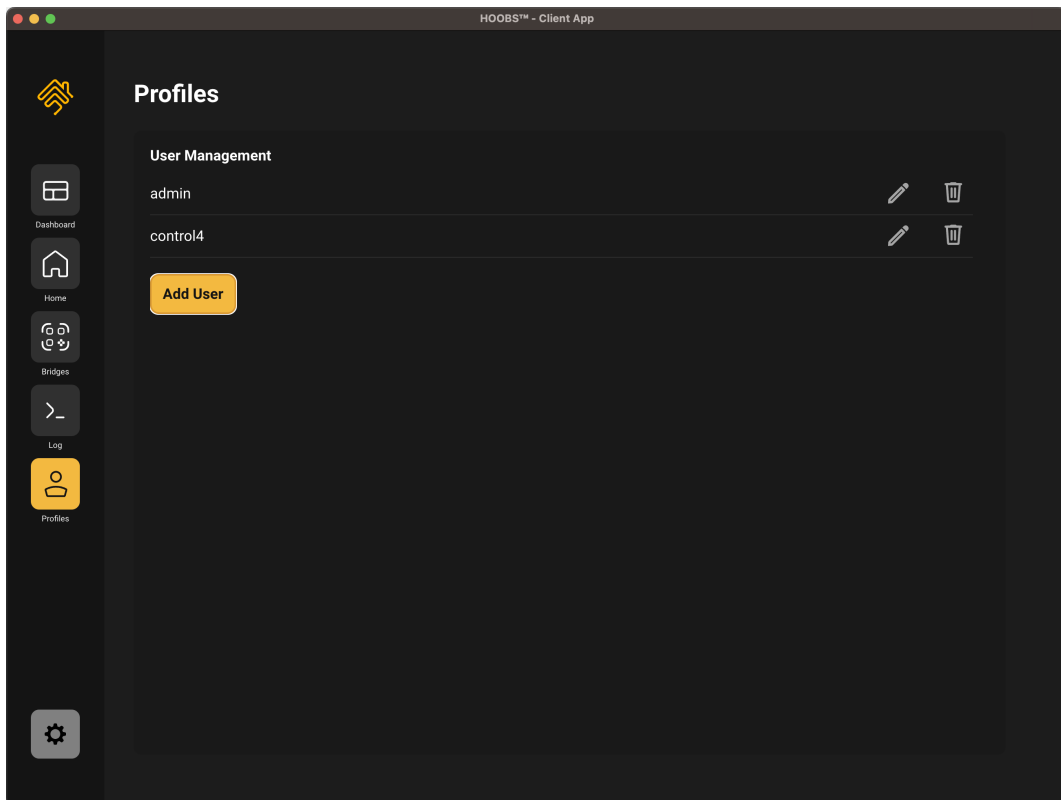 HOOBS™ - Client App
Profiles
User Management
admin
control4
Add User
Dashboard
Home
Bridges
Log
Profiles